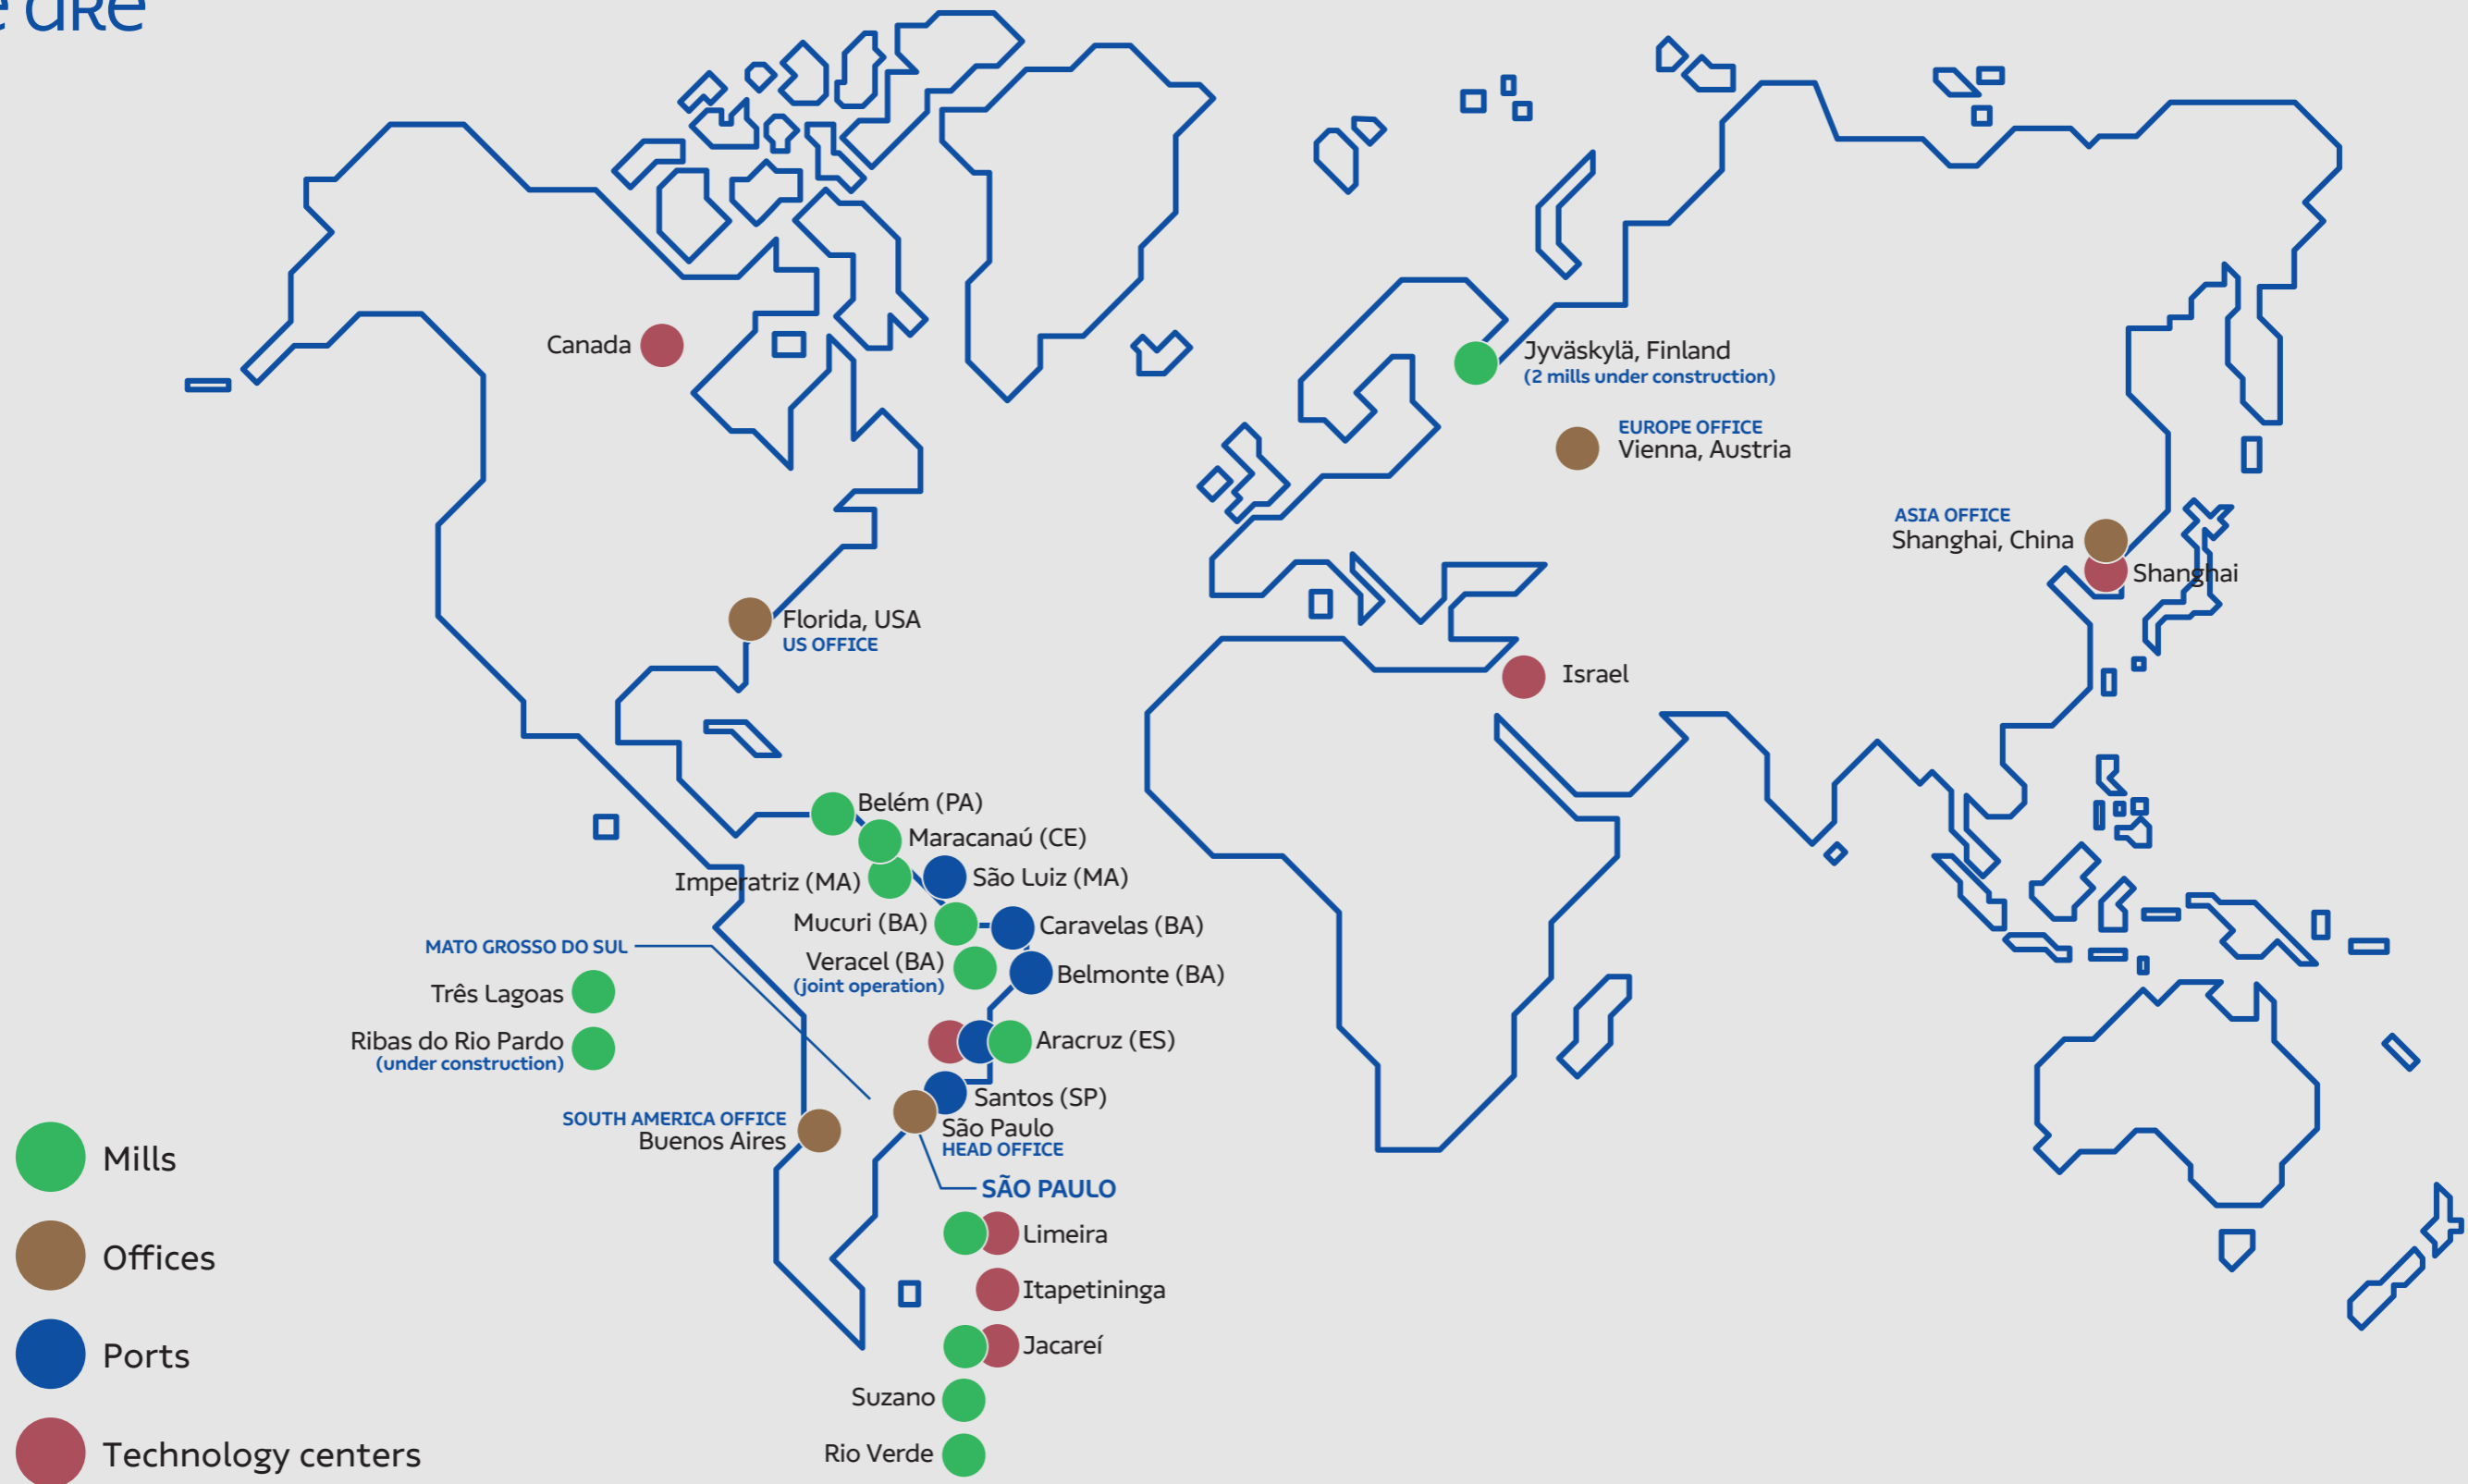 Canada
Jyväskylä, Finland
(2 mills under construction)
EUROPE OFFICE
Vienna, Austria
ASIA OFFICE
Shanghai, China
Shanghai
Florida, USA
US OFFICE
Israel
Belém (PA)
Maracanaú (CE)
Imperatriz (MA)
São Luiz (MA)
Mucuri (BA)
Caravelas (BA)
MATO GROSSO DO SUL
Veracel (BA)
(joint operation)
Belmonte (BA)
Três Lagoas
Ribas do Rio Pardo
(under construction)
Aracruz (ES)
Santos (SP)
SOUTH AMERICA OFFICE
Buenos Aires
São Paulo
HEAD OFFICE
SÃO PAULO
Limeira
Itapetininga
Jacareí
Suzano
Rio Verde
Mills
Offices
Ports
Technology centers